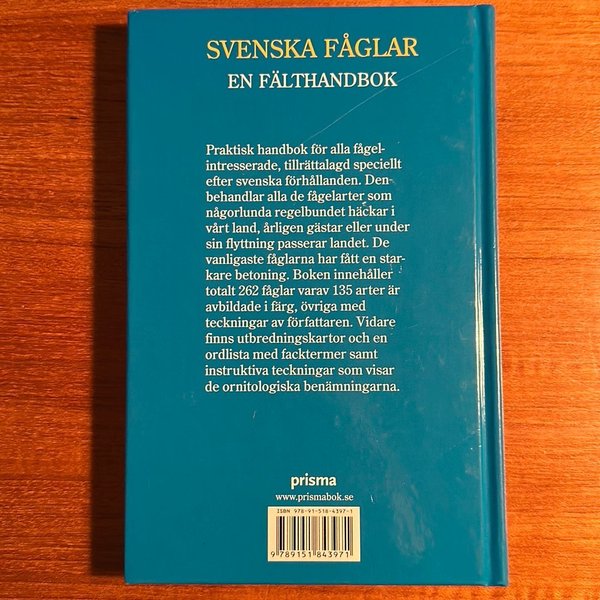 SVENSKA FÅGLAR
EN FÄLTHANDBOK
Praktisk handbok för alla fågel-
intresserade, tillrättalagd speciellt
efter svenska förhållanden. Den
behandlar alla de fågelarter som
någorlunda regelbundet häckar i
vårt land, årligen gästar eller under
sin flyttning passerar landet. De
vanligaste fåglarna har fått en star-
kare betoning. Boken innehåller
totalt 262 fåglar varav 135 arter är
avbildade i färg, övriga med
teckningar av författaren. Vidare
finns utbredningskartor och en
ordlista med facktermer samt
instruktiva teckningar som visar
de ornitologiska benämningarna.
prisma
www.prismabok.se
ISBN 978-91-518-4397-1
9 789151 843971